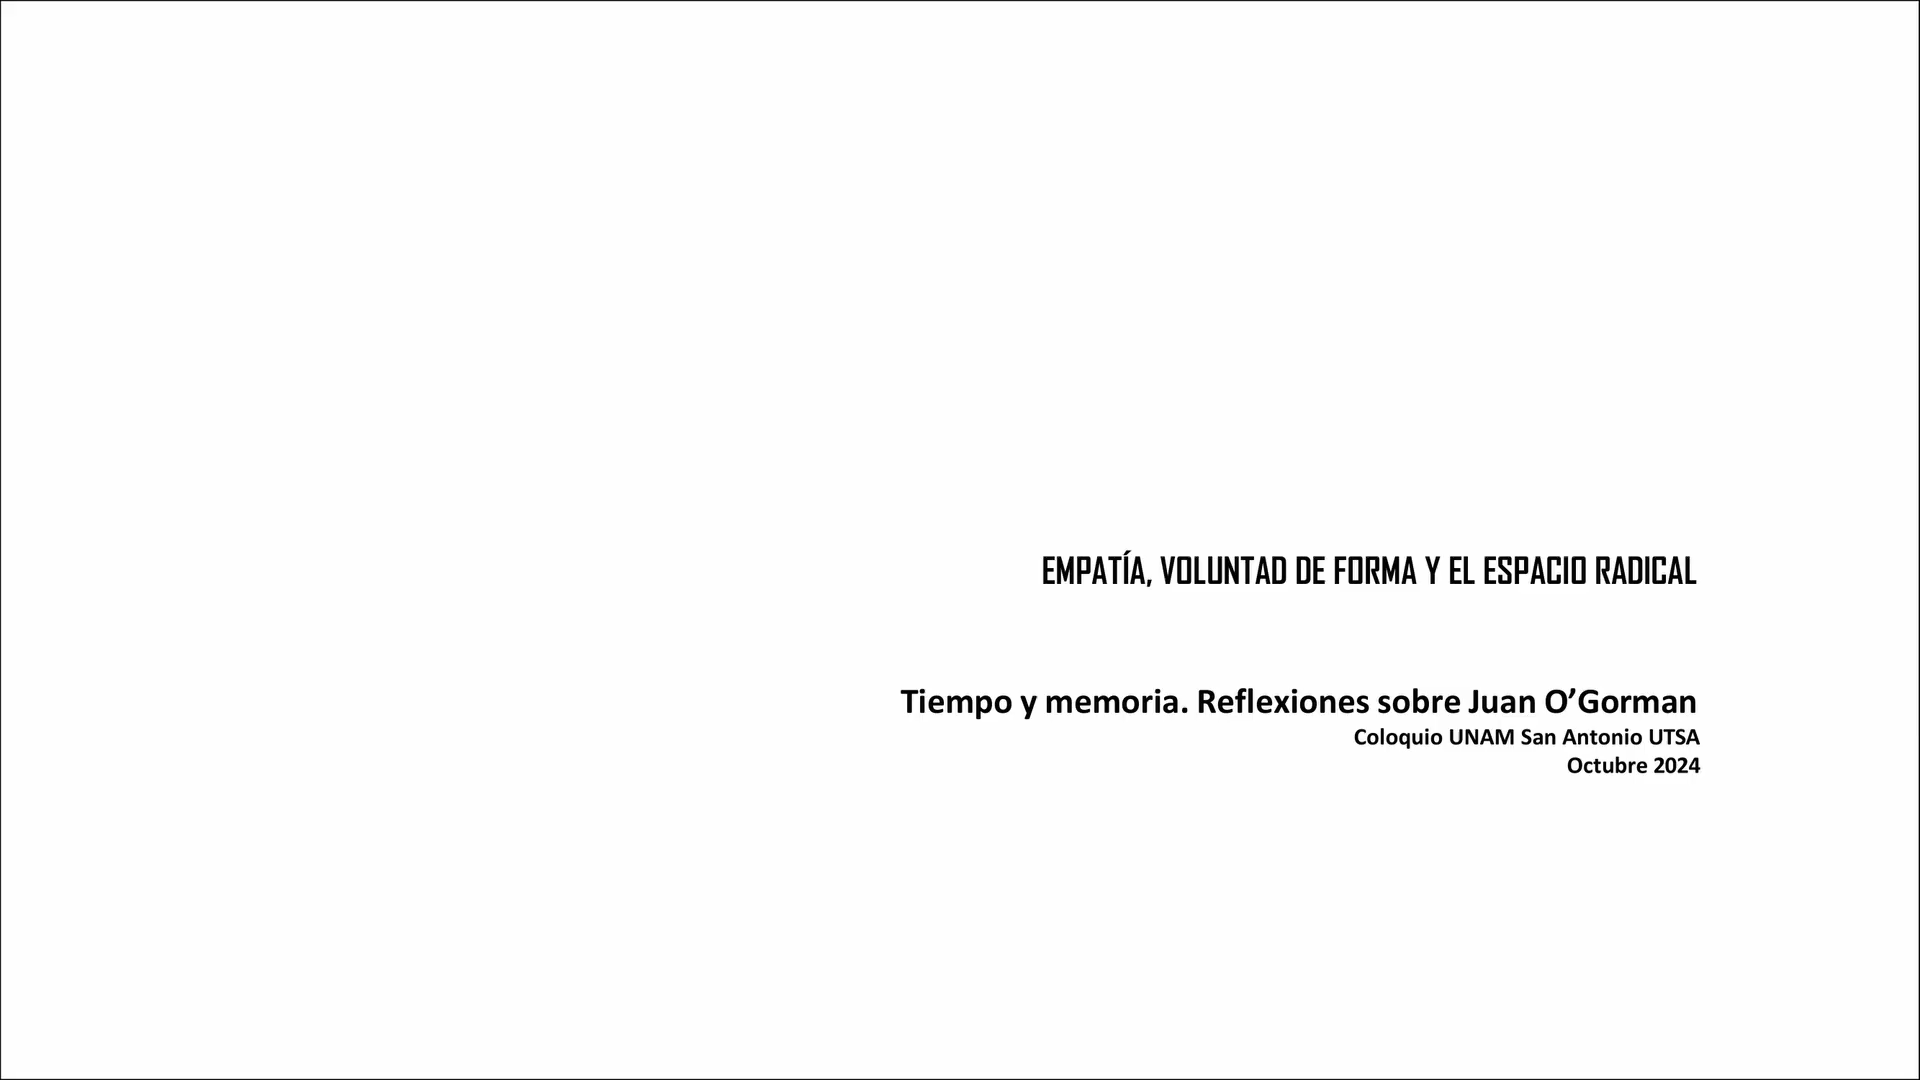 EMPATÍA, VOLUNTAD DE FORMA Y EL ESPACIO RADICAL
Tiempo y memoria. Reflexiones sobre Juan O’Gorman
Coloquio UNAM San Antonio UTSA
Octubre 2024